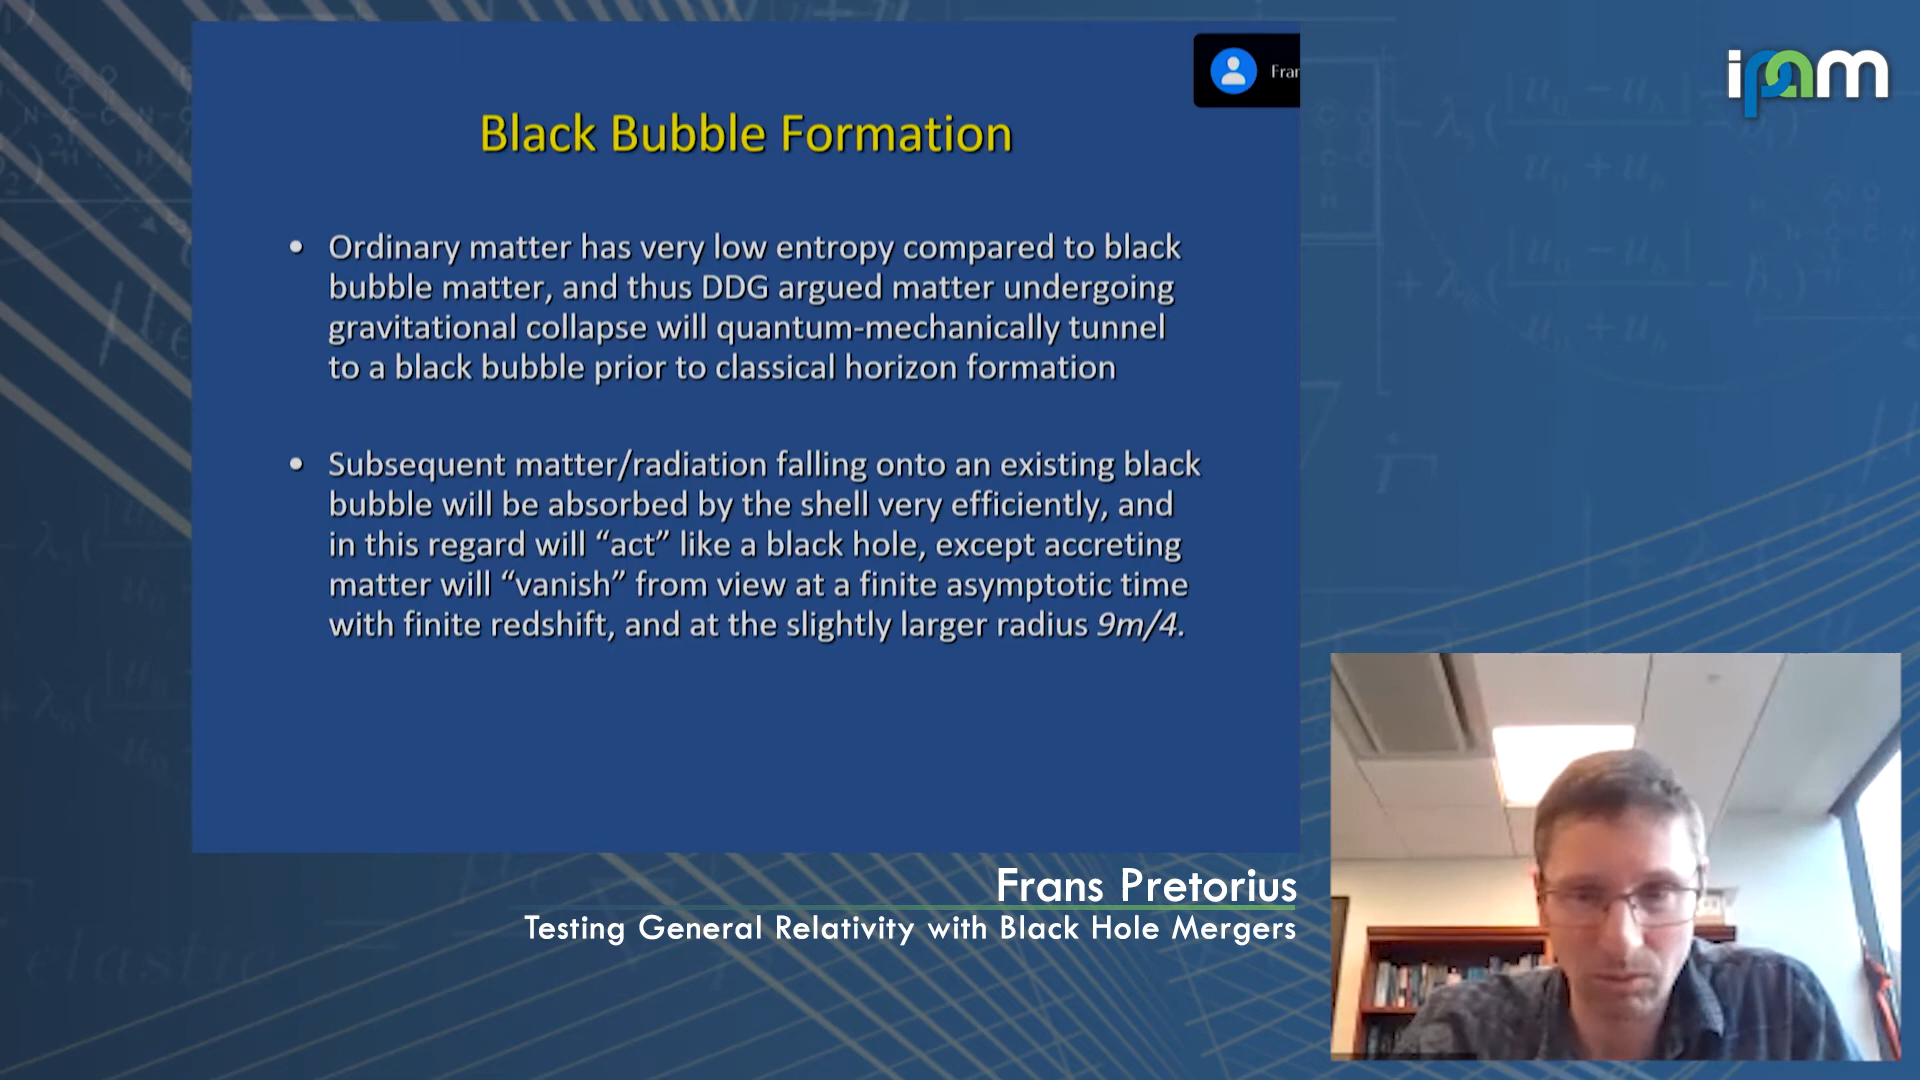 Fran
ipam
Black Bubble Formation
• Ordinary matter has very low entropy compared to black
bubble matter, and thus DDG argued matter undergoing
gravitational collapse will quantum-mechanically tunnel
to a black bubble prior to classical horizon formation
• Subsequent matter/radiation falling onto an existing black
bubble will be absorbed by the shell very efficiently, and
in this regard will “act” like a black hole, except accreting
matter will “vanish” from view at a finite asymptotic time
with finite redshift, and at the slightly larger radius 9m/4.
Frans Pretorius
Testing General Relativity with Black Hole Mergers
elastic